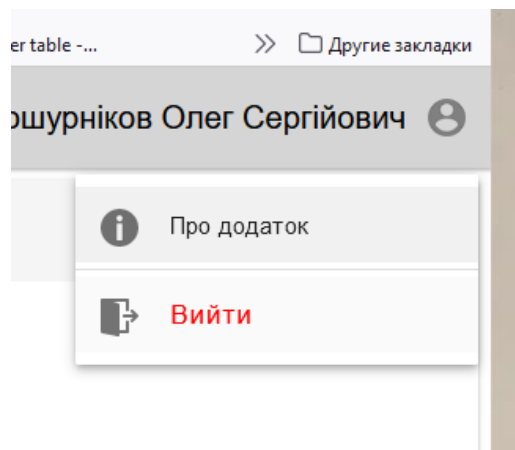 er table -...
Другие закладки
ошурніков Олег Сергійович
Про додаток
Вийти